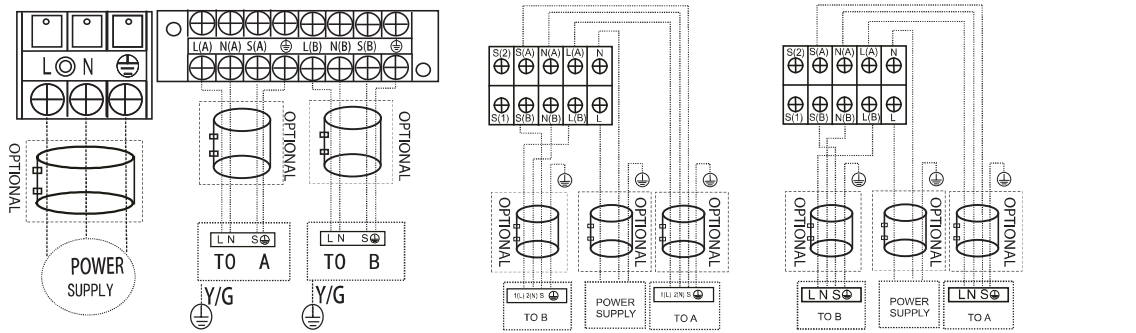 L N
OPTIONAL
POWER
SUPPLY
L(A) N(A) S(A) L(B) N(B) S(B)
OPTIONAL
OPTIONAL
L N S
TO A
Y/G
L N S
TO B
Y/G
S(2) S(A) N(A) L(A) N
S(1) S(B) N(B) L(B) L
OPTIONAL
OPTIONAL
OPTIONAL
1(L) 2(N) S
TO B
POWER
SUPPLY
1(L) 2(N) S
TO A
S(2) S(A) N(A) L(A) N
S(1) S(B) N(B) L(B) L
OPTIONAL
OPTIONAL
OPTIONAL
L N S
TO B
POWER
SUPPLY
L N S
TO A